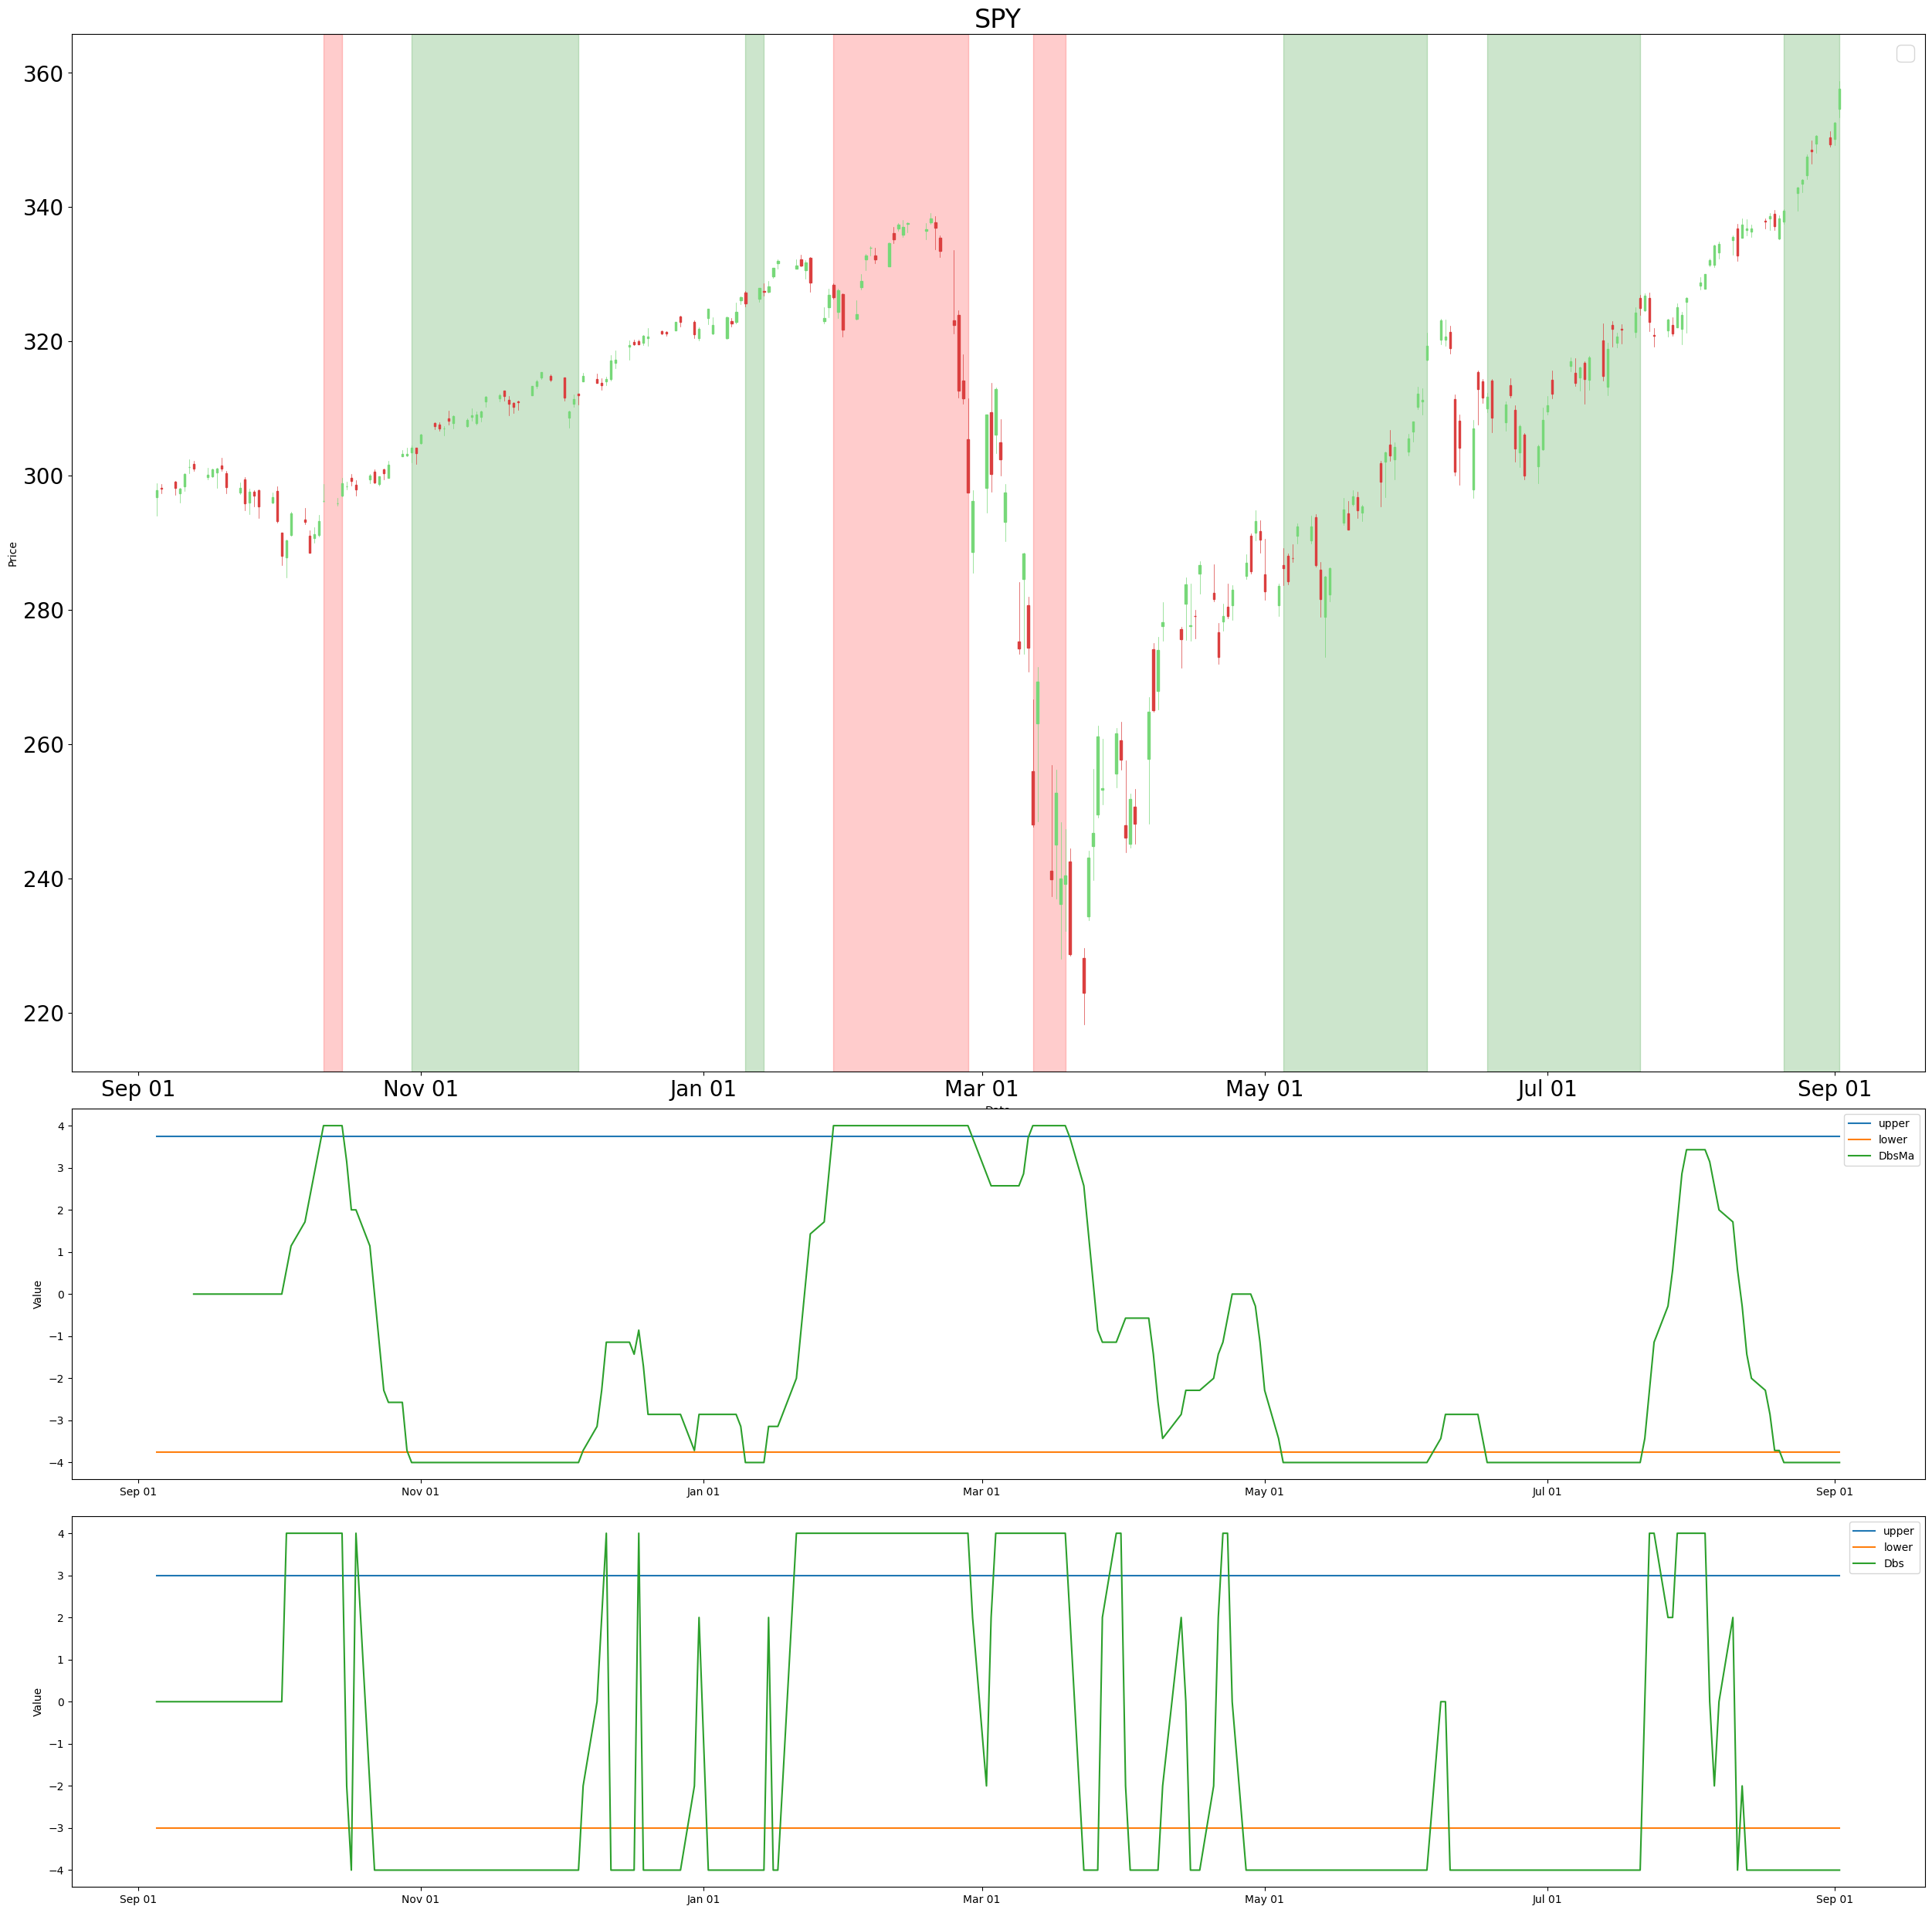 SPY
360
340
320
300
280
260
240
220
Price
Sep 01 Nov 01 Jan 01 Mar 01 May 01 Jul 01 Sep 01
Date
4
3
2
1
0
−1
−2
−3
−4
Value
upper
lower
DbsMa
Sep 01 Nov 01 Jan 01 Mar 01 May 01 Jul 01 Sep 01
4
3
2
1
0
−1
−2
−3
−4
Value
upper
lower
Dbs
Sep 01 Nov 01 Jan 01 Mar 01 May 01 Jul 01 Sep 01